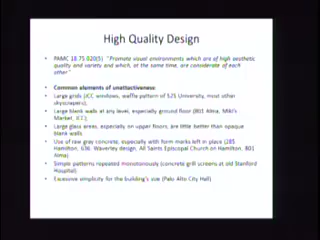 High Quality Design
• PAMC 18.75.020(5) "Promote visual environments which are of high aesthetic
quality and variety and which, at the same time, are considerate of each
other"
• Common elements of unattractiveness:
• Large grids (JCC windows, waffle pattern of 525 University, most other
skyscrapers),
• Large blank walls at any level, especially ground floor (801 Alma, Miki's
Market, JCC),
• Large glass areas, especially on upper floors, are little better than opaque
blank walls
• Use of raw gray concrete, especially with form marks left in place (285
Hamilton, 636 Waverley design, All Saints Episcopal Church on Hamilton, 801
Alma)
• Simple patterns repeated monotonously (concrete grill screens at old Stanford
Hospital)
• Excessive simplicity for the building's size (Palo Alto City Hall)